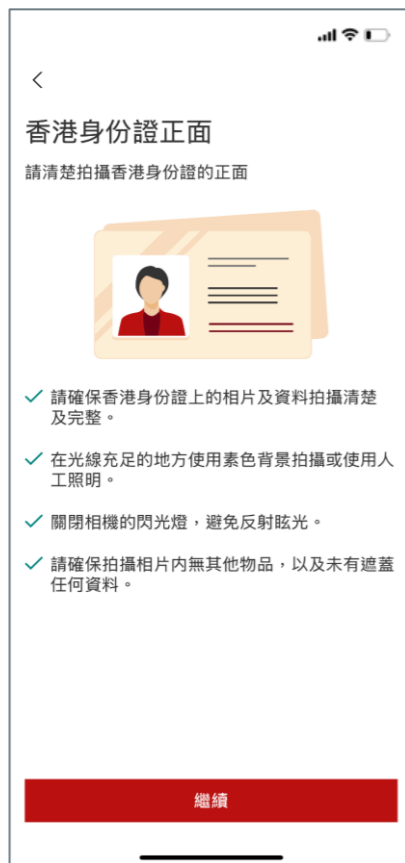 香港身份證正面
請清楚拍攝香港身份證的正面
請確保香港身份證上的相片及資料拍攝清楚
及完整。
在光線充足的地方使用素色背景拍攝或使用人
工照明。
關閉相機的閃光燈，避免反射眩光。
請確保拍攝相片内無其他物品，以及未有遮蓋
任何資料。
繼續